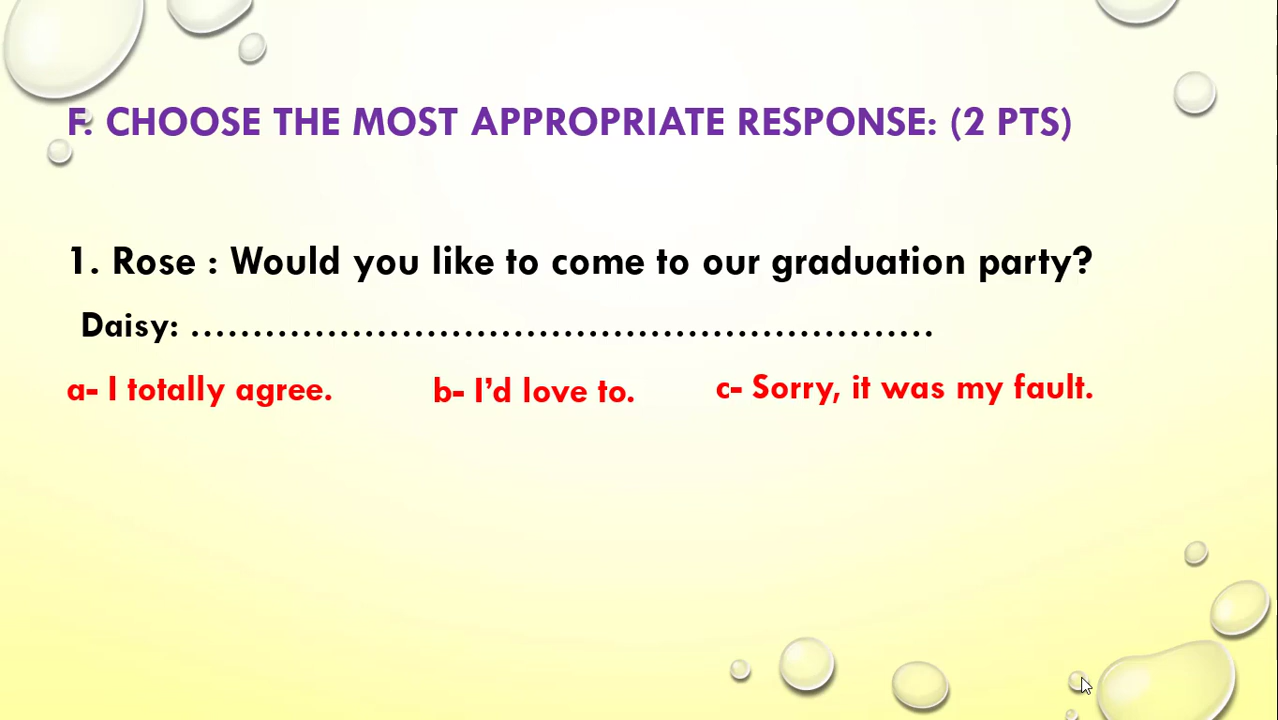 F. CHOOSE THE MOST APPROPRIATE RESPONSE: (2 PTS)
1. Rose : Would you like to come to our graduation party?
Daisy: ……………………………………………………
a- I totally agree. b- I’d love to. c- Sorry, it was my fault.